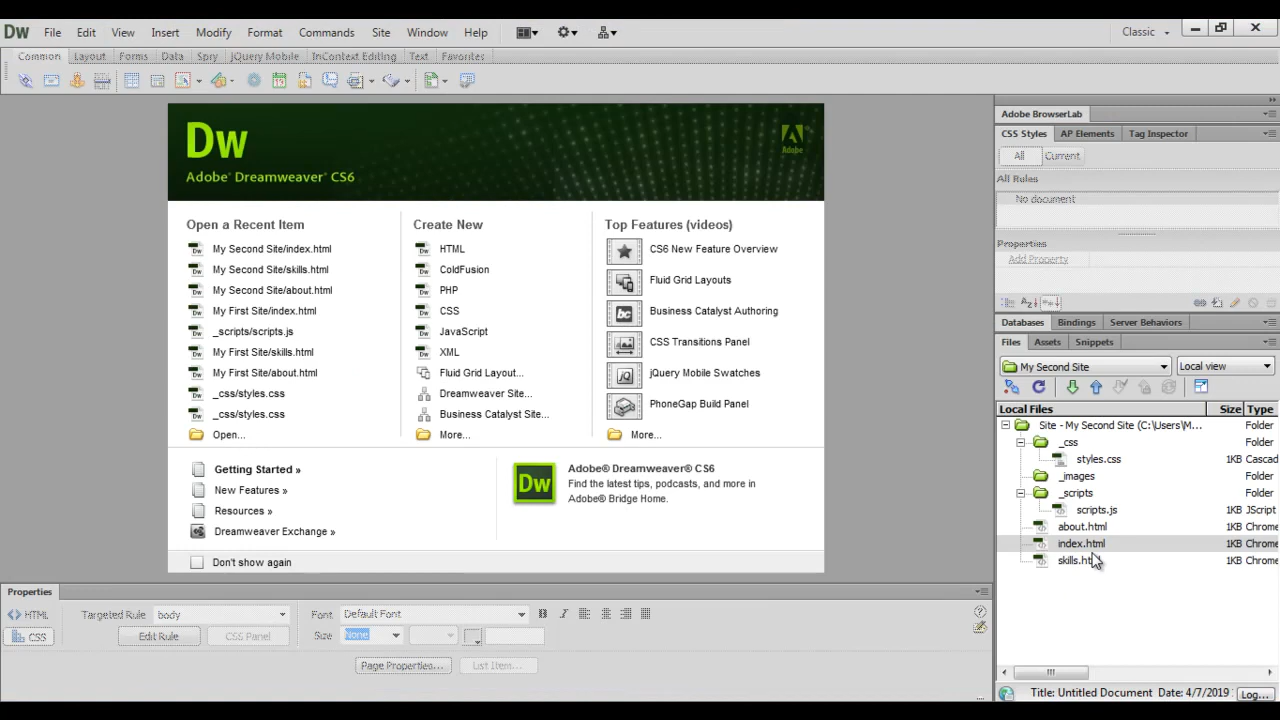 Dw File Edit View Insert Modify Format Commands Site Window Help Classic
Common Layout Forms Data Spry jQuery Mobile InContext Editing Text Favorites
Dw
Adobe
Adobe® Dreamweaver® CS6
Open a Recent Item
My Second Site/index.html
My Second Site/skills.html
My Second Site/about.html
My First Site/index.html
_scripts/scripts.js
My First Site/skills.html
My First Site/about.html
_css/styles.css
_css/styles.css
Open...
Create New
HTML
ColdFusion
PHP
CSS
JavaScript
XML
Fluid Grid Layout...
Dreamweaver Site...
Business Catalyst Site...
More...
Top Features (videos)
CS6 New Feature Overview
Fluid Grid Layouts
Business Catalyst Authoring
CSS Transitions Panel
jQuery Mobile Swatches
PhoneGap Build Panel
More...
Getting Started »
New Features »
Resources »
Dreamweaver Exchange »
Dw
Adobe® Dreamweaver® CS6
Find the latest tips, podcasts, and more in
Adobe® Bridge Home.
Don't show again
Properties
HTML Targeted Rule body Font Default Font
CSS Edit Rule CSS Panel Size None
Page Properties... List Item...
Adobe BrowserLab
CSS Styles AP Elements Tag Inspector
All Current
All Rules
No document
Properties
Add Property
Databases Bindings Server Behaviors
Files Assets Snippets
My Second Site Local view
Local Files Size Type
Site - My Second Site (C:\Users\M... Folder
_css Folder
styles.css 1KB Cascad
_images Folder
_scripts Folder
scripts.js 1KB JScript
about.html 1KB Chrome
index.html 1KB Chrome
1KB Chrome
Title: Untitled Document Date: 4/7/2019 Log...